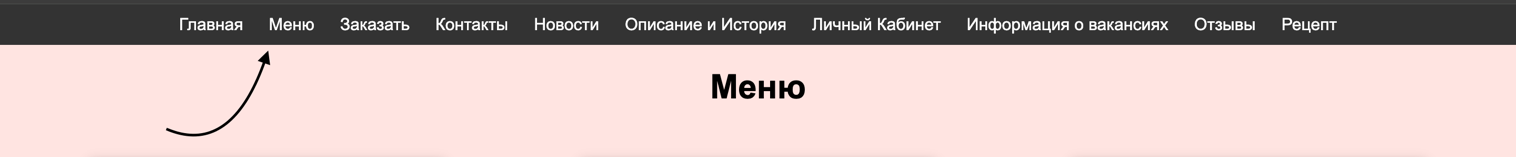 Главная Меню Заказать Контакты Новости Описание и История Личный Кабинет Информация о вакансиях Отзывы Рецепт
Меню